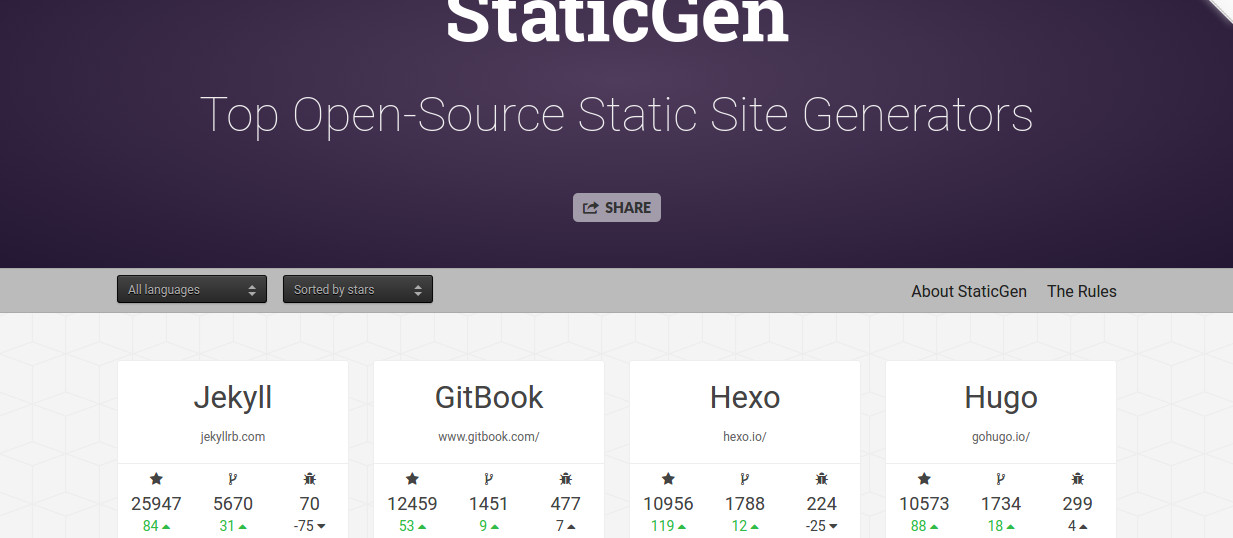 StaticGen
Top Open-Source Static Site Generators
SHARE
All languages
Sorted by stars
About StaticGen
The Rules
Jekyll
jekyllrb.com
25947 5670 70
84 31 -75
GitBook
www.gitbook.com/
12459 1451 477
53 9 7
Hexo
hexo.io/
10956 1788 224
119 12 -25
Hugo
gohugo.io/
10573 1734 299
88 18 4